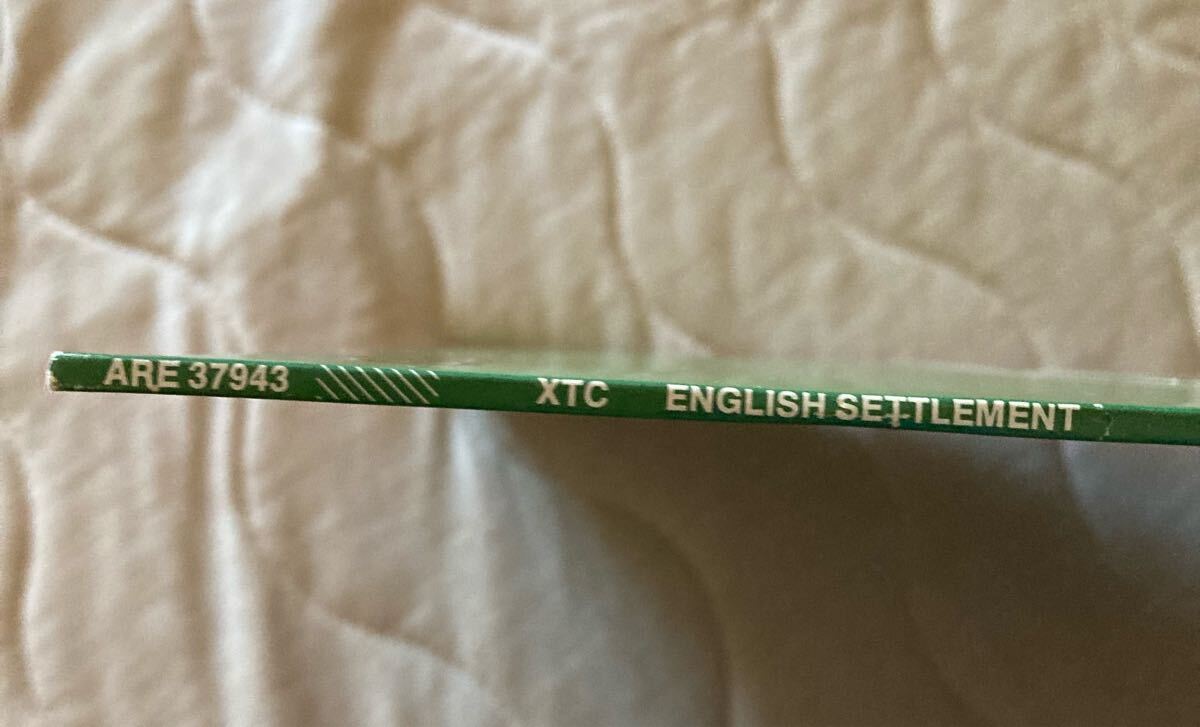 ARE 37943 XTC ENGLISH SETTLEMENT